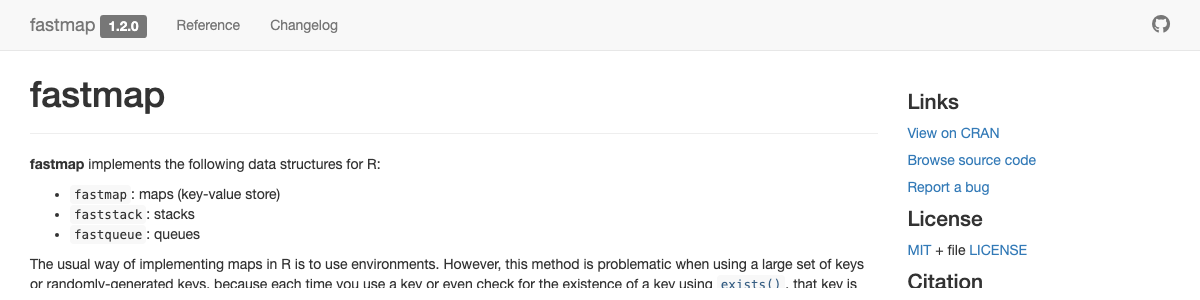 fastmap 1.2.0 Reference Changelog
fastmap
fastmap implements the following data structures for R:
• fastmap : maps (key-value store)
• faststack : stacks
• fastqueue : queues
The usual way of implementing maps in R is to use environments. However, this method is problematic when using a large set of keys
or randomly-generated keys, because each time you use a key or even check for the existence of a key using exists() , that key is
Links
View on CRAN
Browse source code
Report a bug
License
MIT + file LICENSE
Citation